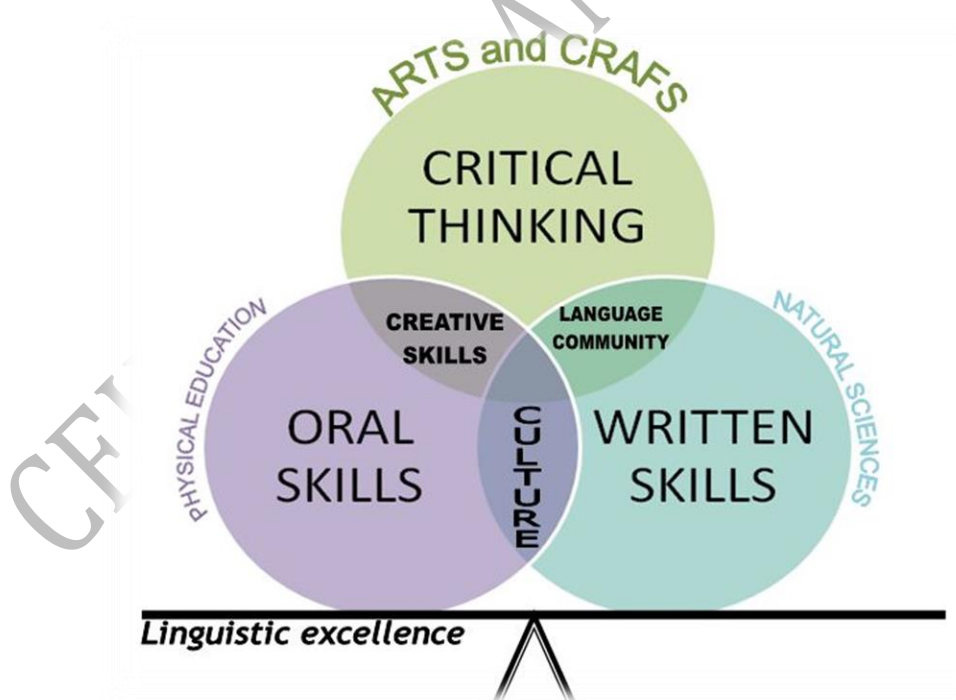 ARTS and CRAFS
CRITICAL
THINKING
CREATIVE
SKILLS
LANGUAGE
COMMUNITY
PHYSICAL EDUCATION
NATURAL SCIENCES
ORAL
SKILLS
CULTURE
WRITTEN
SKILLS
Linguistic excellence